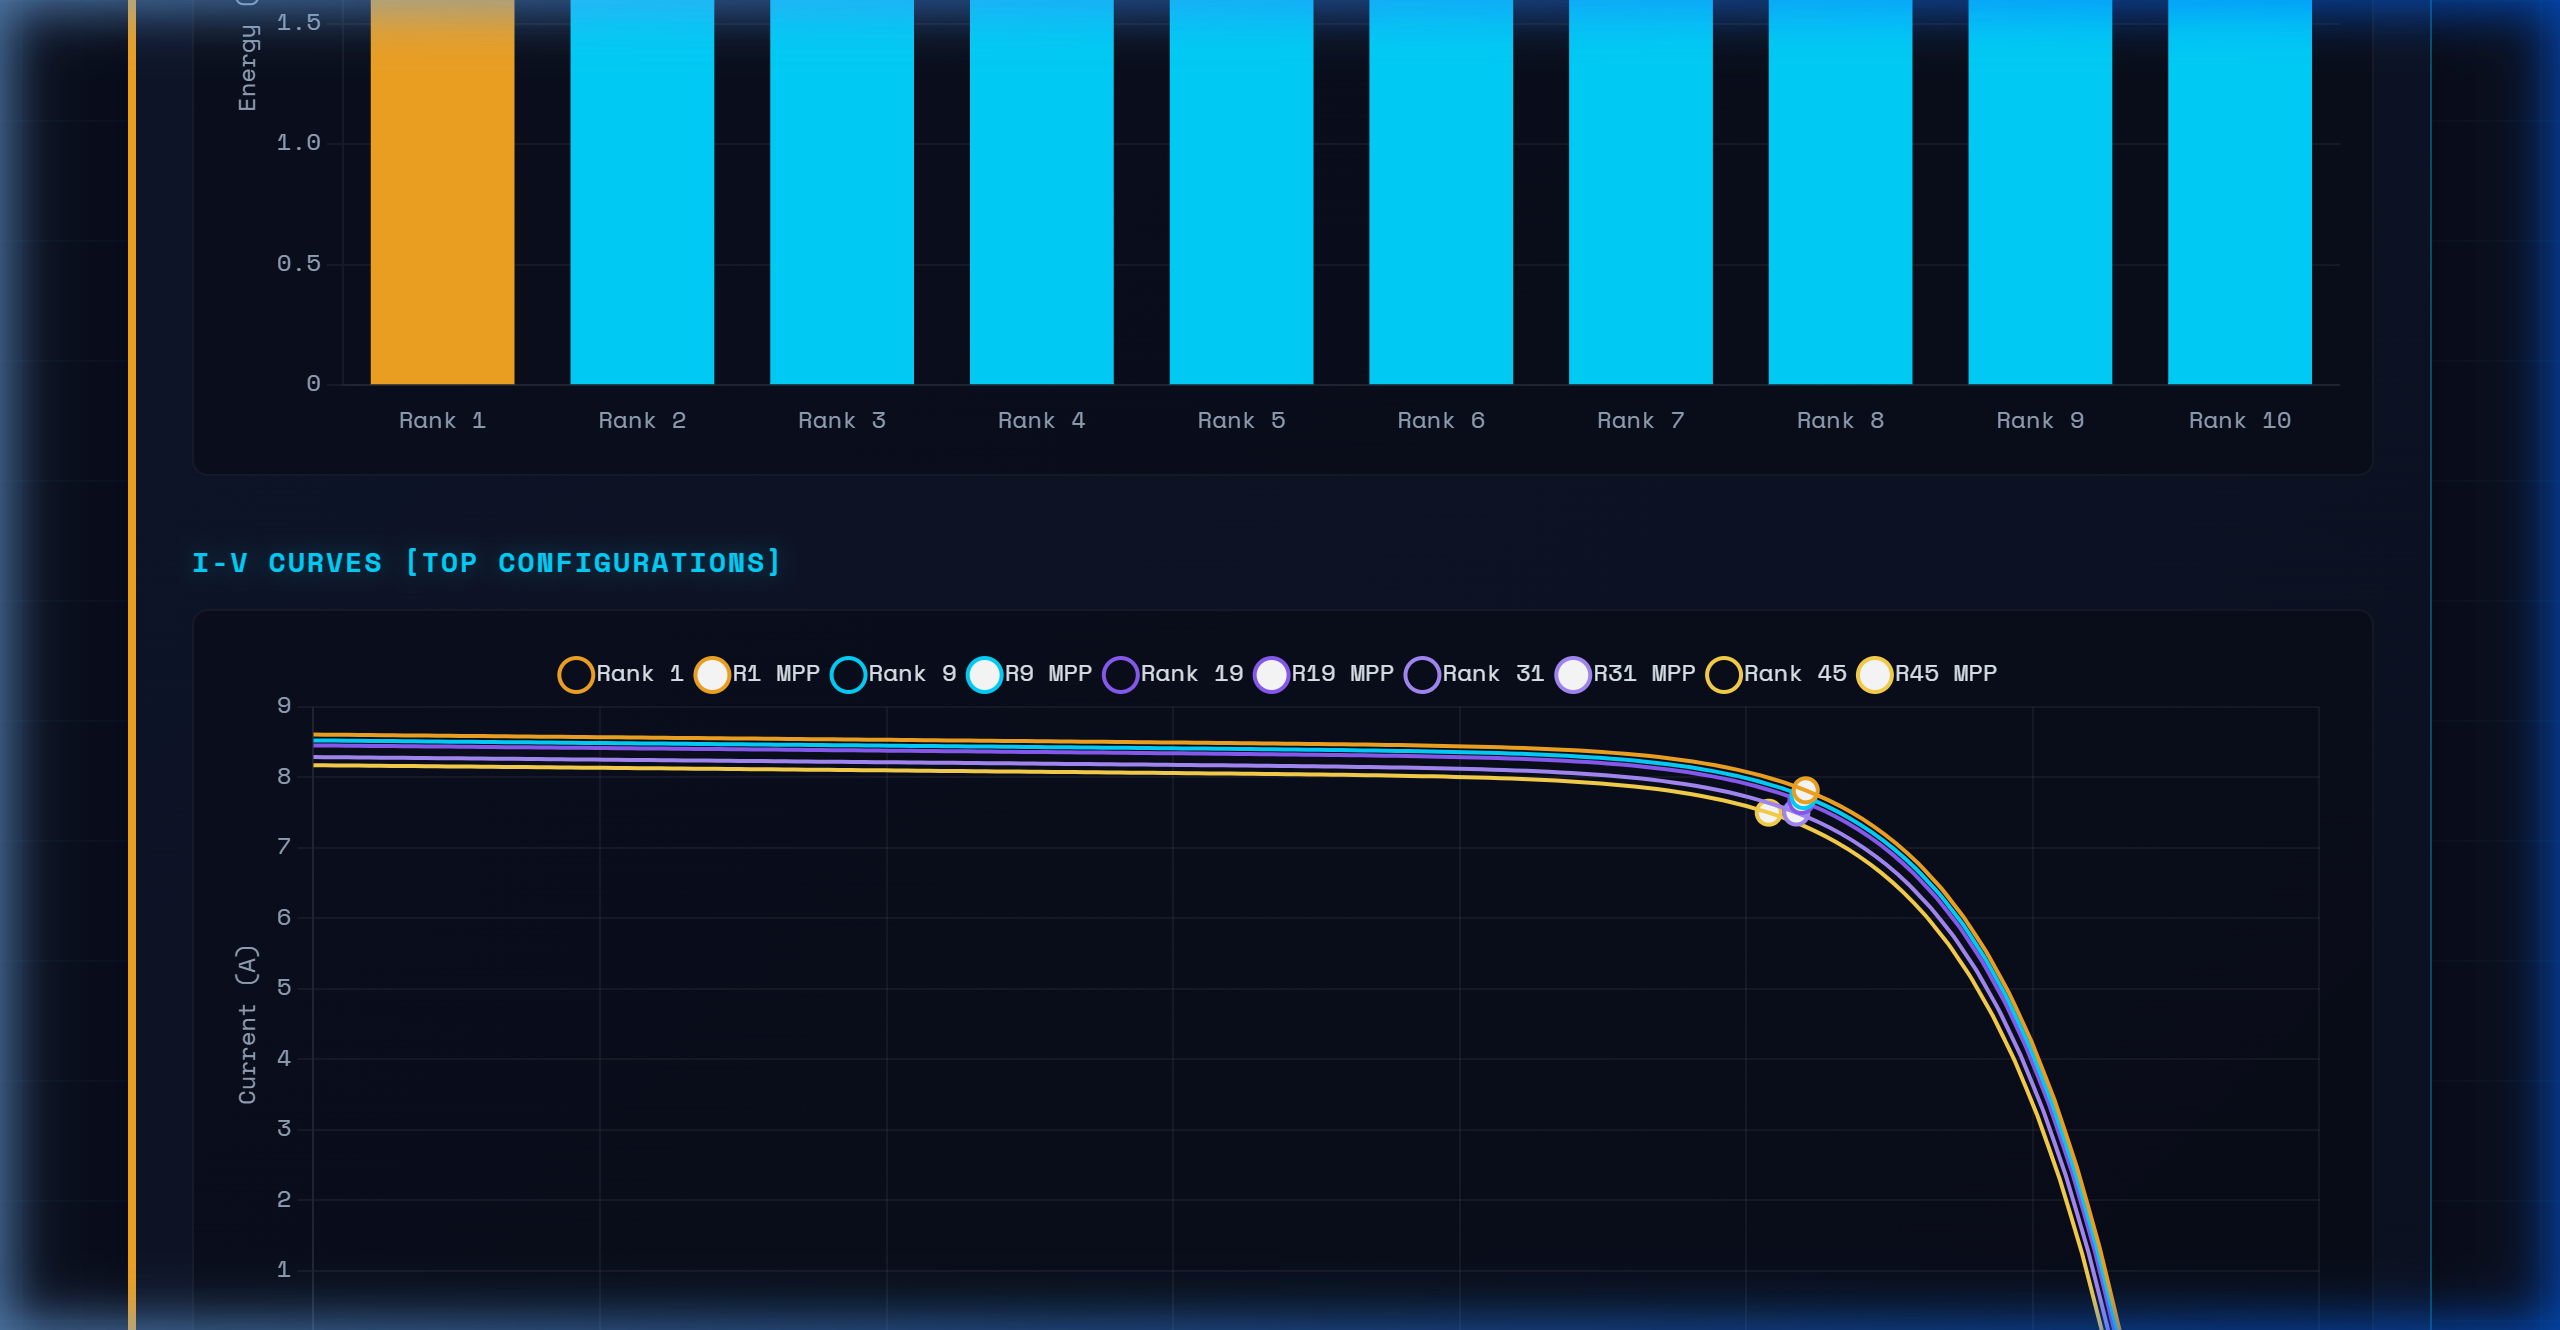 Energy (
1.5
1.0
0.5
0
Rank 1 Rank 2 Rank 3 Rank 4 Rank 5 Rank 6 Rank 7 Rank 8 Rank 9 Rank 10
I-V CURVES [TOP CONFIGURATIONS]
Rank 1 R1 MPP Rank 9 R9 MPP Rank 19 R19 MPP Rank 31 R31 MPP Rank 45 R45 MPP
Current (A)
9
8
7
6
5
4
3
2
1